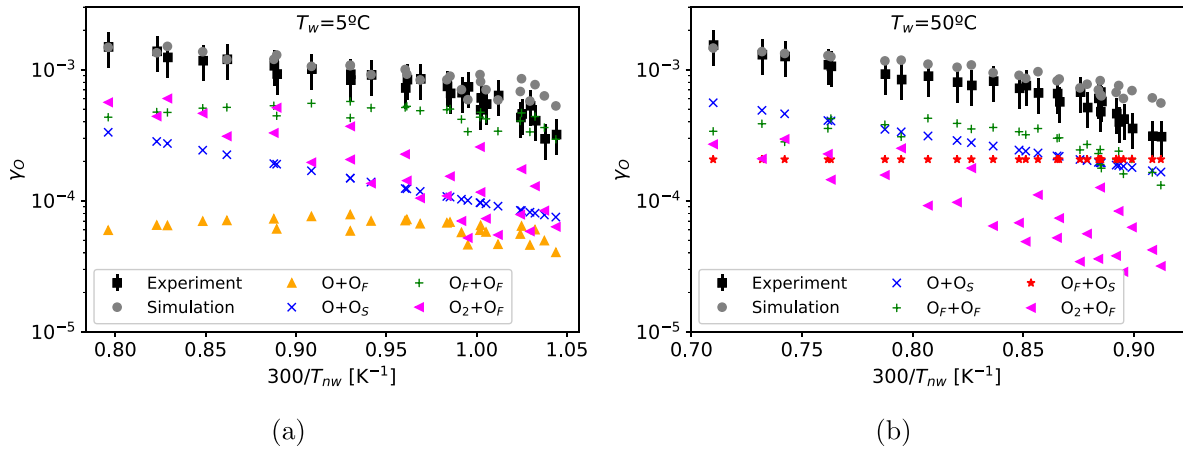 T_w=5ºC
γ_O
10⁻³
10⁻⁴
10⁻⁵
Experiment
Simulation
O+O_F
O+O_S
O_F+O_F
O₂+O_F
0.80 0.85 0.90 0.95 1.00 1.05
300/T_nw [K⁻¹]
(a)
T_w=50ºC
γ_O
10⁻³
10⁻⁴
10⁻⁵
Experiment
Simulation
O+O_S
O_F+O_F
O_F+O_S
O₂+O_F
0.70 0.75 0.80 0.85 0.90
300/T_nw [K⁻¹]
(b)